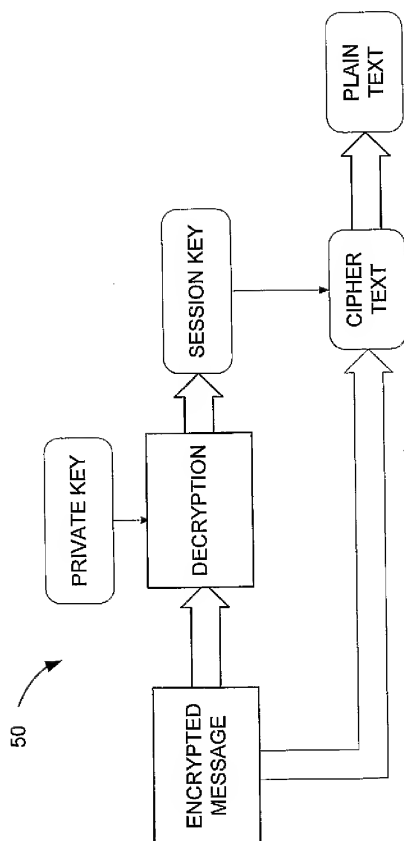 50
PRIVATE KEY
ENCRYPTED
MESSAGE
DECRYPTION
SESSION KEY
CIPHER
TEXT
PLAIN
TEXT